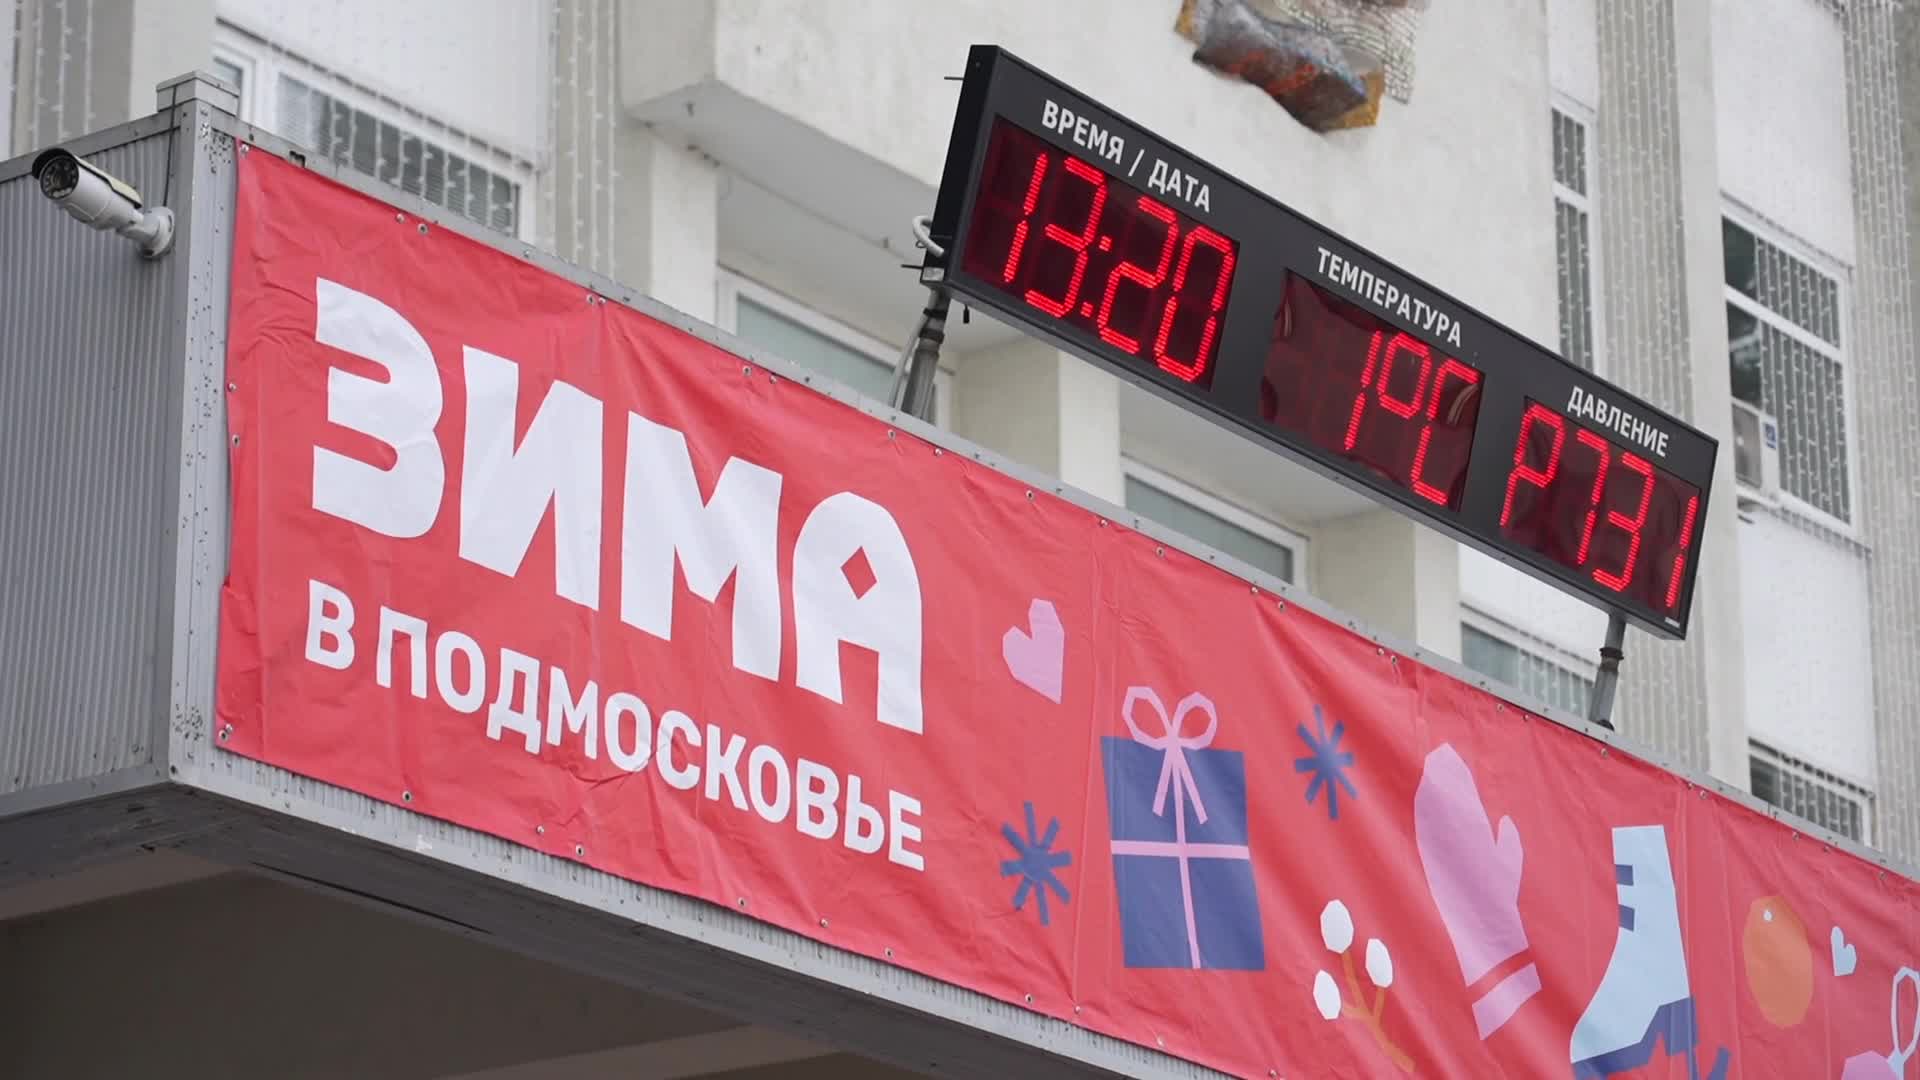 ВРЕМЯ / ДАТА
13:20
ТЕМПЕРАТУРА
1°C
ДАВЛЕНИЕ
P731
ЗИМА
В ПОДМОСКОВЬЕ